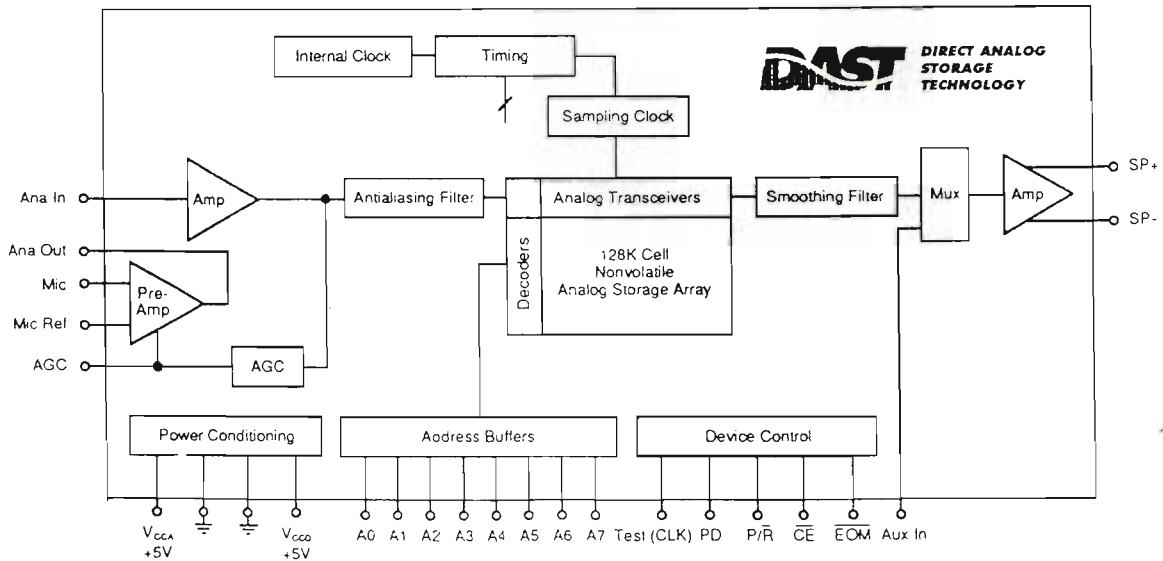 Internal Clock
Timing
DAST
DIRECT ANALOG
STORAGE
TECHNOLOGY
Sampling Clock
Ana In
Amp
Antialiasing Filter
Analog Transceivers
Smoothing Filter
Mux
Amp
SP+
SP-
Ana Out
Mic
Pre-
Amp
Mic Ref
AGC
AGC
Decoders
128K Cell
Nonvolatile
Analog Storage Array
Power Conditioning
Address Buffers
Device Control
VCCA
+5V
VCCD
+5V
A0 A1 A2 A3 A4 A5 A6 A7 Test (CLK) PD P/R̅ C̅E̅ E̅O̅M̅ Aux In